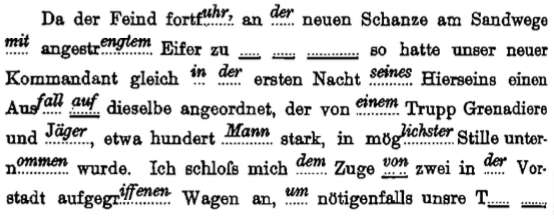 Da der Feind fortfuhr, an der neuen Schanze am Sandwege
mit angestrengtem Eifer zu so hatte unser neuer
Kommandant gleich in der ersten Nacht seines Hierseins einen
Ausfall auf dieselbe angeordnet, der von einem Trupp Grenadiere
und Jäger, etwa hundert Mann stark, in möglichster Stille unter-
nommen wurde. Ich schloſs mich dem Zuge von zwei in der Vor-
stadt aufgegriffenen Wagen an, um nötigenfalls unsre T